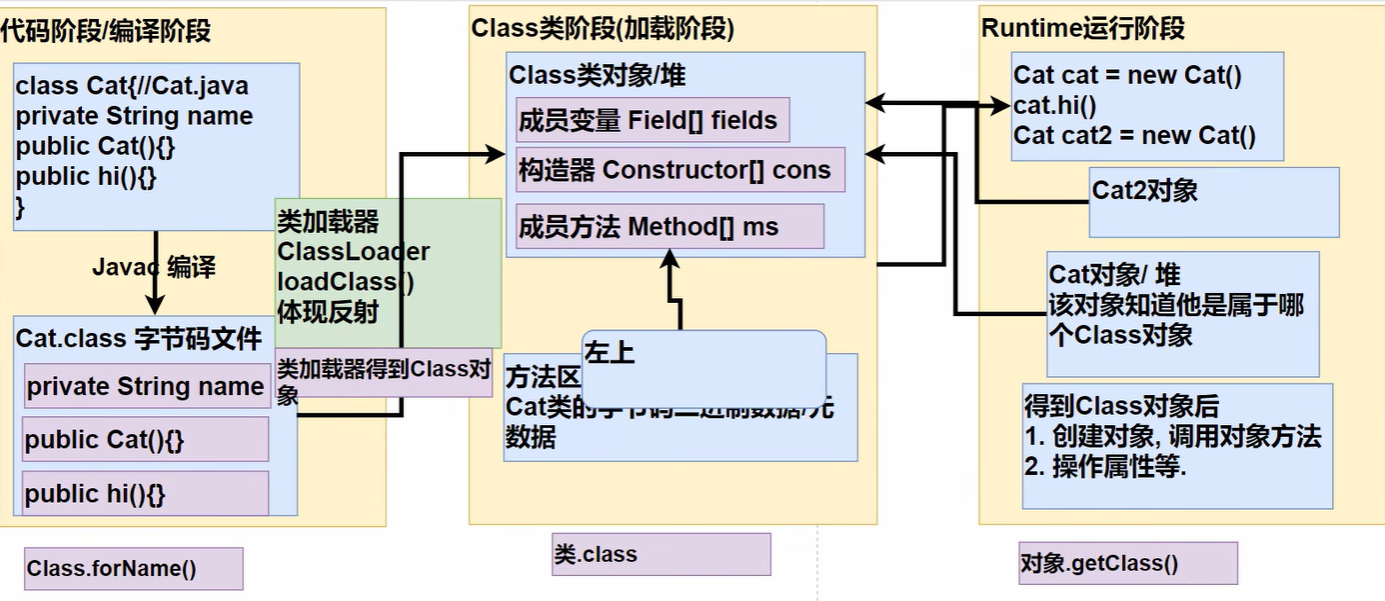 代码阶段/编译阶段
class Cat{//Cat.java
private String name
public Cat(){}
public hi(){}
}
Javac 编译
Cat.class 字节码文件
private String name
public Cat(){}
public hi(){}
Class.forName()
类加载器
ClassLoader
loadClass()
体现反射
类加载器得到Class对
象
Class类阶段(加载阶段)
Class类对象/堆
成员变量 Field[] fields
构造器 Constructor[] cons
成员方法 Method[] ms
左上
方法区
Cat类的字节码二进制数据/元
数据
类.class
Runtime运行阶段
Cat cat = new Cat()
cat.hi()
Cat cat2 = new Cat()
Cat2对象
Cat对象/ 堆
该对象知道他是属于哪
个Class对象
得到Class对象后
1. 创建对象, 调用对象方法
2. 操作属性等.
对象.getClass()